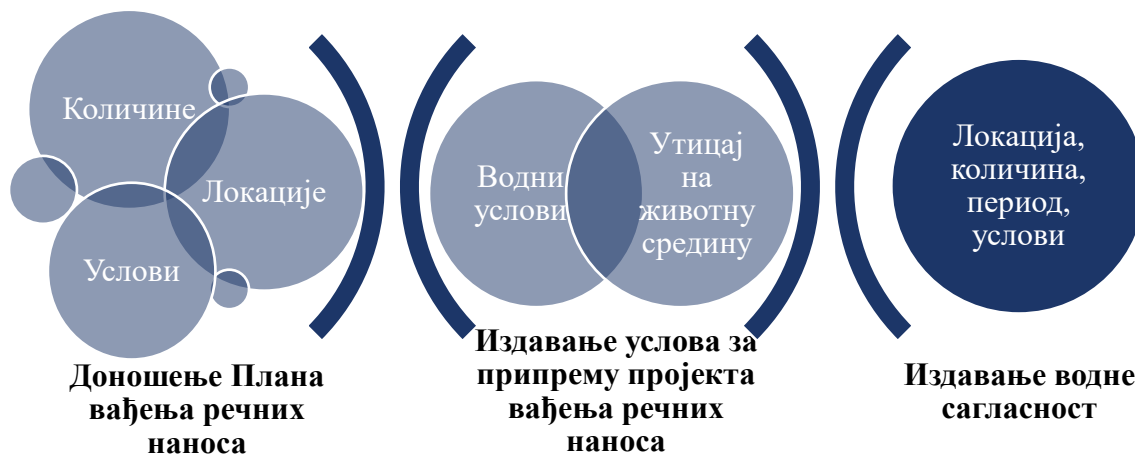 Количине
Локације
Услови
Доношење Плана
вађења речних
наноса
Водни
услови
Утицај
на
животну
средину
Издавање услова за
припрему пројекта
вађења речних
наноса
Локација,
количина,
период,
услови
Издавање водне
сагласност